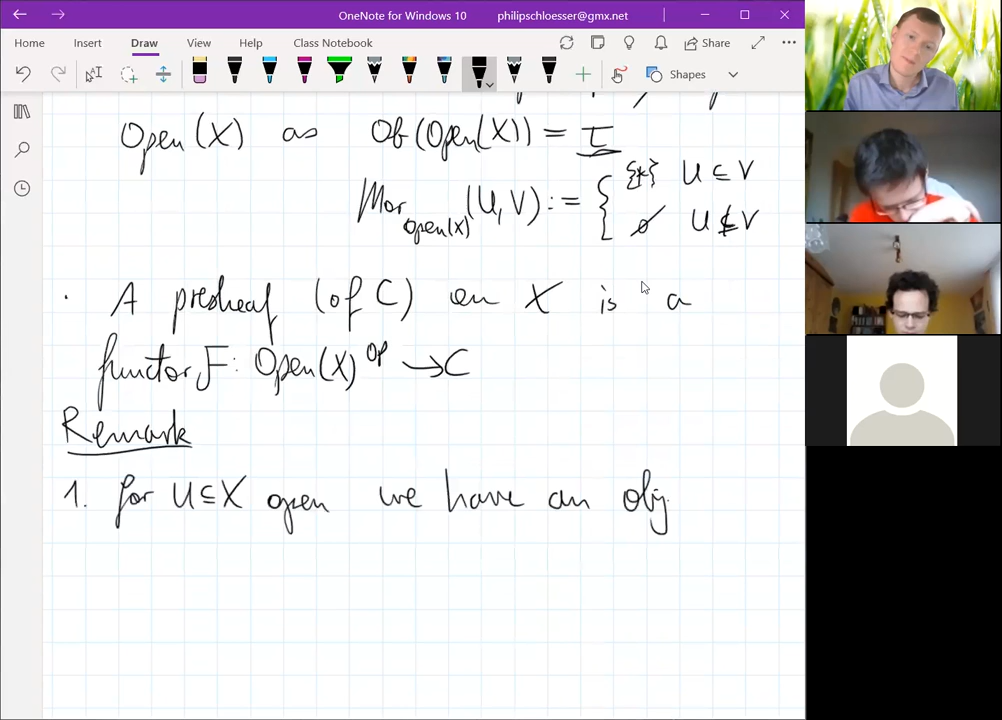 OneNote for Windows 10
philipschloesser@gmx.net
Home Insert Draw View Help Class Notebook Share
Shapes
Open(X) as Ob(Open(X)) = τ
Mor_Open(X) (U, V) := { {*} U ⊆ V
∅ U ⊈ V
· A presheaf (of C) on X is a
functor F: Open(X)^op → C
Remark
1. for U ⊆ X open we have an obj.